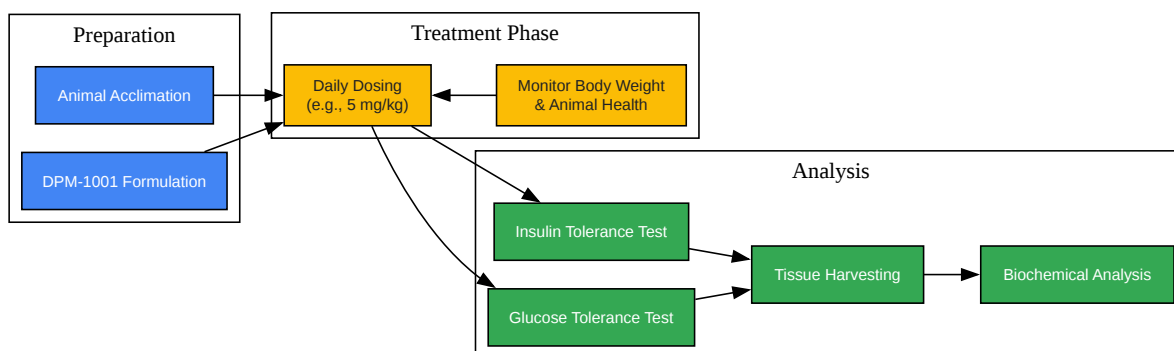 Preparation
Animal Acclimation
DPM-1001 Formulation
Treatment Phase
Daily Dosing
(e.g., 5 mg/kg)
Monitor Body Weight
& Animal Health
Analysis
Insulin Tolerance Test
Glucose Tolerance Test
Tissue Harvesting
Biochemical Analysis